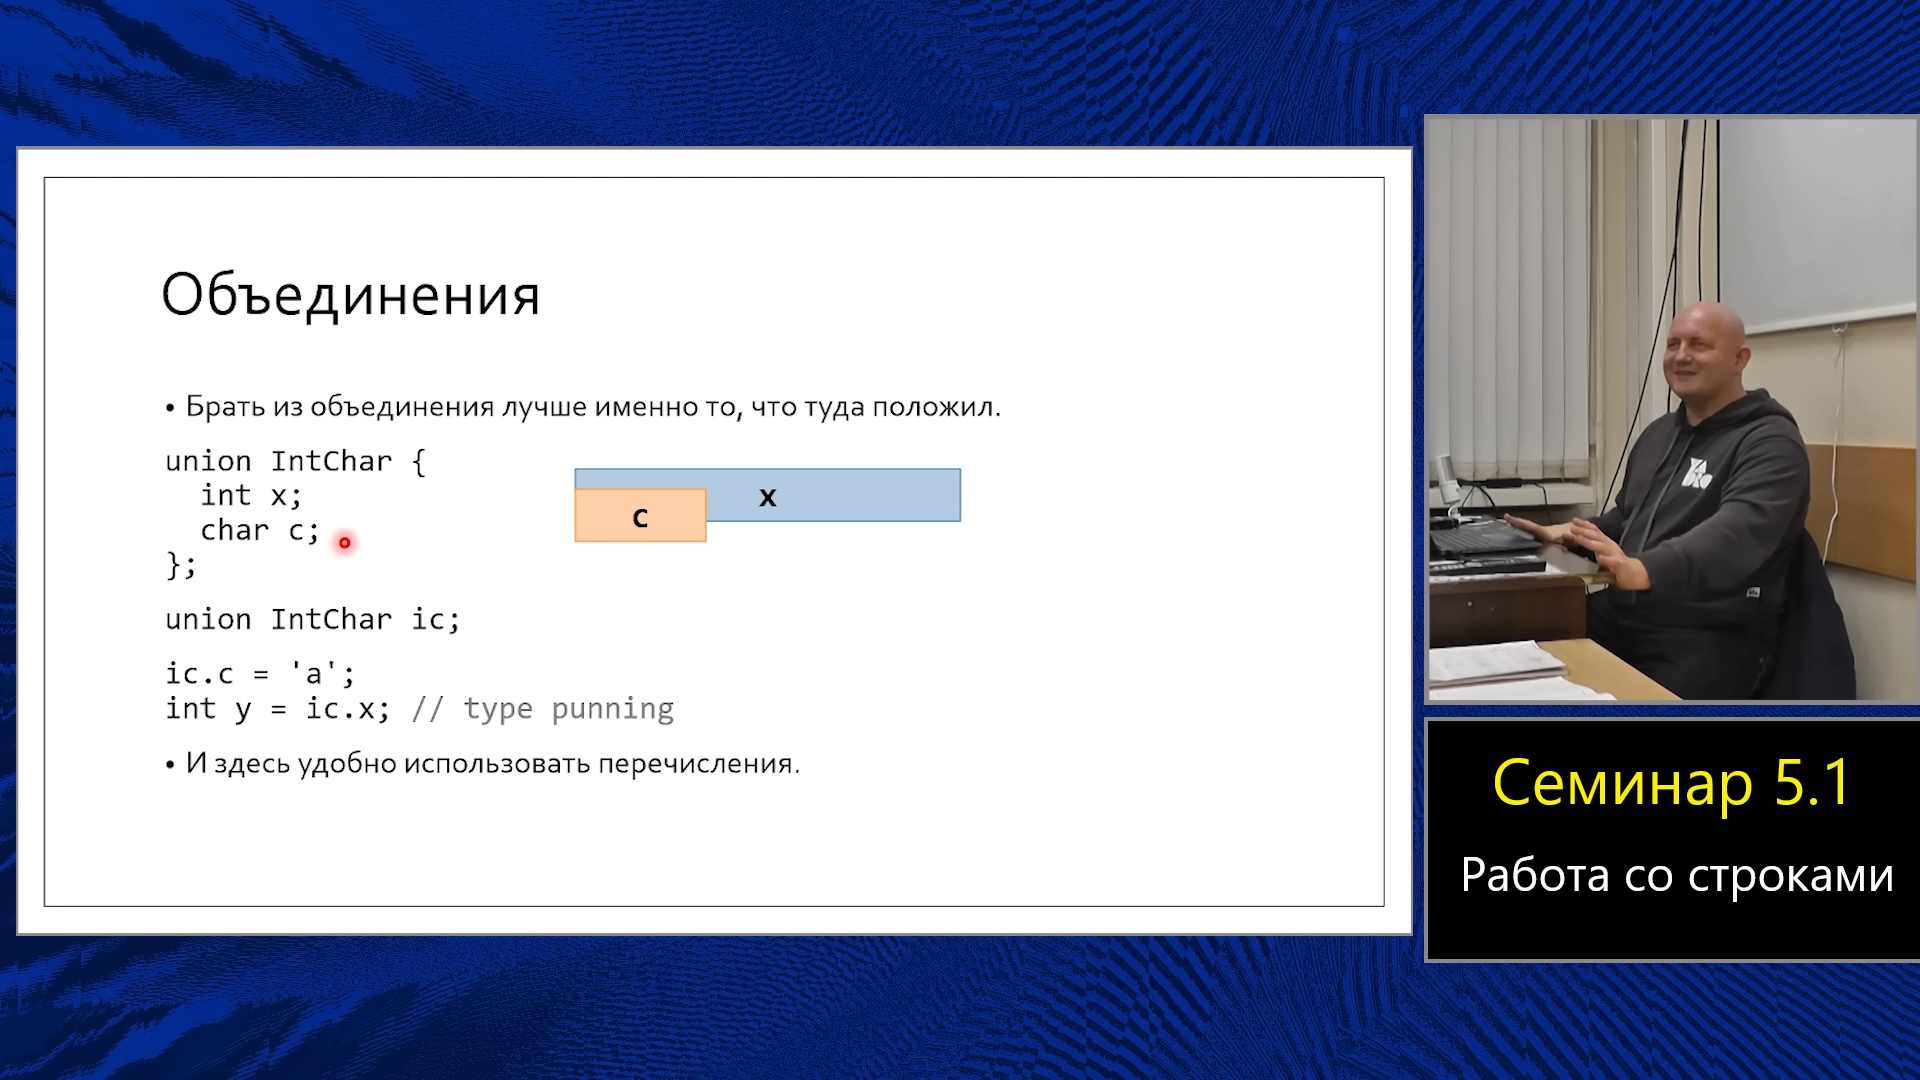 Объединения
• Брать из объединения лучше именно то, что туда положил.
union IntChar {
int x;
char c;
};
x
c
union IntChar ic;
ic.c = 'a';
int y = ic.x; // type punning
• И здесь удобно использовать перечисления.
Семинар 5.1
Работа со строками